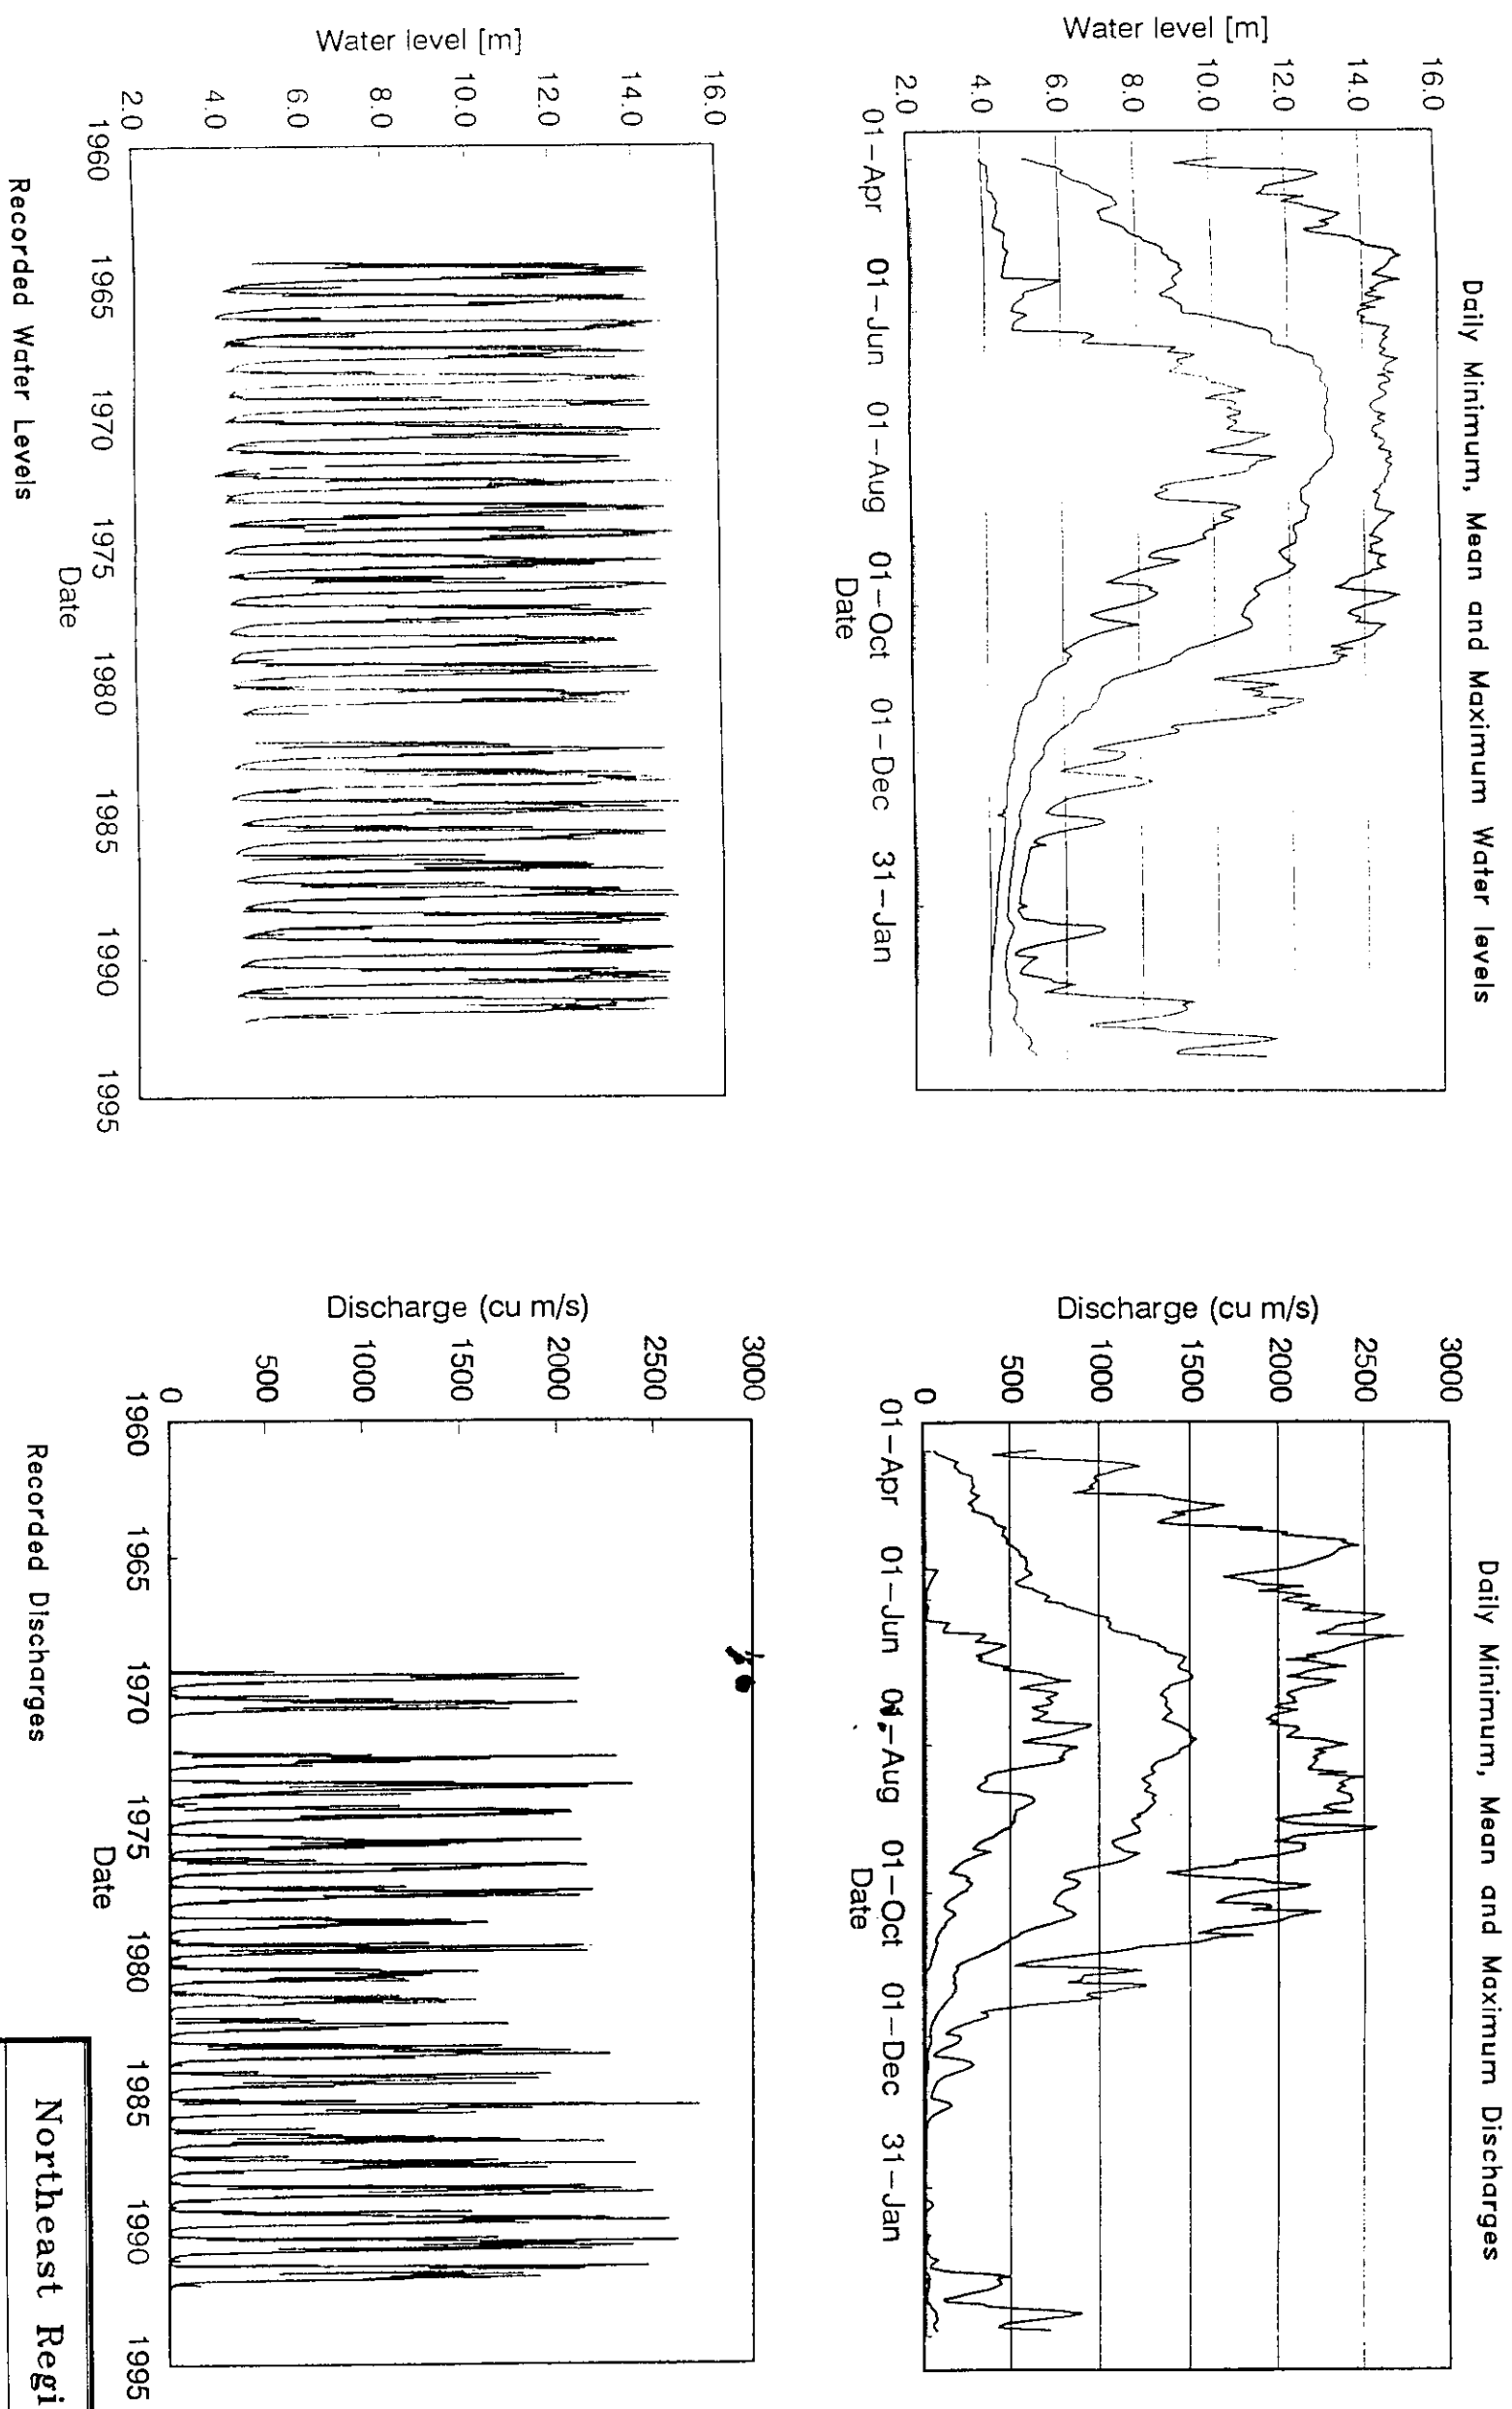 Daily Minimum, Mean and Maximum Water levels
Water level [m]
16.0
14.0
12.0
10.0
8.0
6.0
4.0
2.0
01-Apr 01-Jun 01-Aug 01-Oct 01-Dec 31-Jan
Date
Daily Minimum, Mean and Maximum Discharges
Discharge (cu m/s)
3000
2500
2000
1500
1000
500
0
01-Apr 01-Jun 01-Aug 01-Oct 01-Dec 31-Jan
Date
Water level [m]
16.0
14.0
12.0
10.0
8.0
6.0
4.0
2.0
1960 1965 1970 1975 1980 1985 1990 1995
Date
Recorded Water Levels
Discharge (cu m/s)
3000
2500
2000
1500
1000
500
0
1960 1965 1970 1975 1980 1985 1990 1995
Date
Recorded Discharges
Northeast Regi